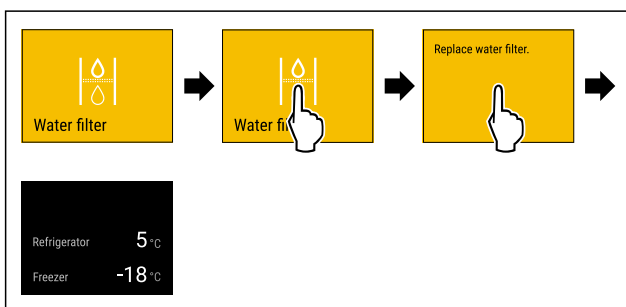 Water filter
Water fi
Replace water filter.
Refrigerator 5 °C
Freezer -18 °C